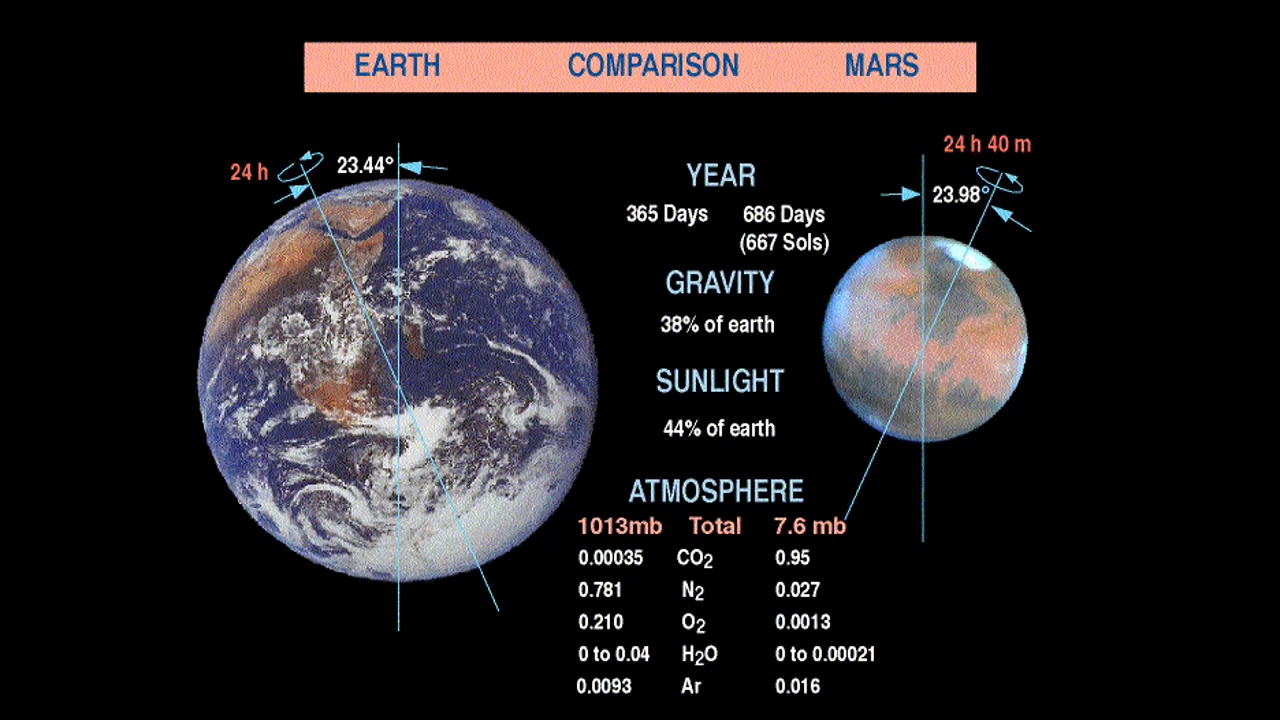 EARTH COMPARISON MARS
24 h 23.44° 24 h 40 m
23.98°
YEAR
365 Days 686 Days
(667 Sols)
GRAVITY
38% of earth
SUNLIGHT
44% of earth
ATMOSPHERE
1013mb Total 7.6 mb
0.00035 CO2 0.95
0.781 N2 0.027
0.210 O2 0.0013
0 to 0.04 H2O 0 to 0.00021
0.0093 Ar 0.016